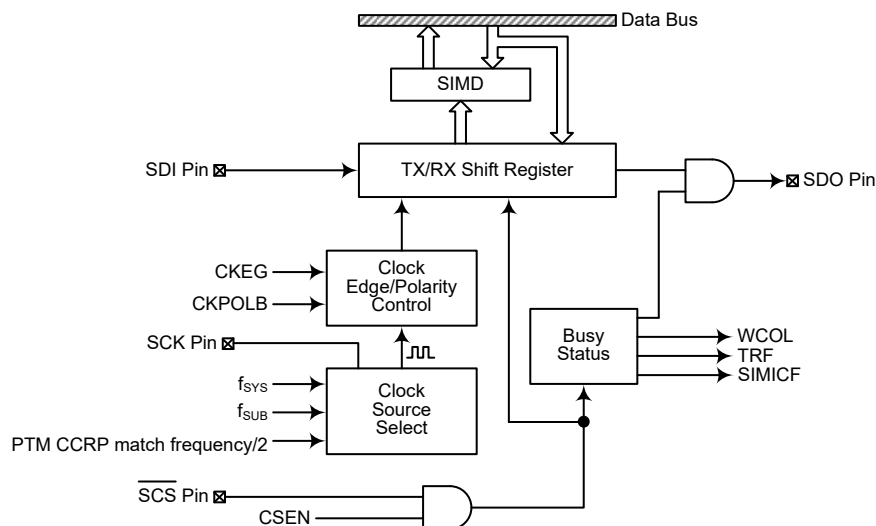 Data Bus
SIMD
SDI Pin
TX/RX Shift Register
SDO Pin
CKEG
CKPOLB
Clock
Edge/Polarity
Control
SCK Pin
Busy
Status
WCOL
TRF
SIMICF
fSYS
fSUB
PTM CCRP match frequency/2
Clock
Source
Select
SCS Pin
CSEN